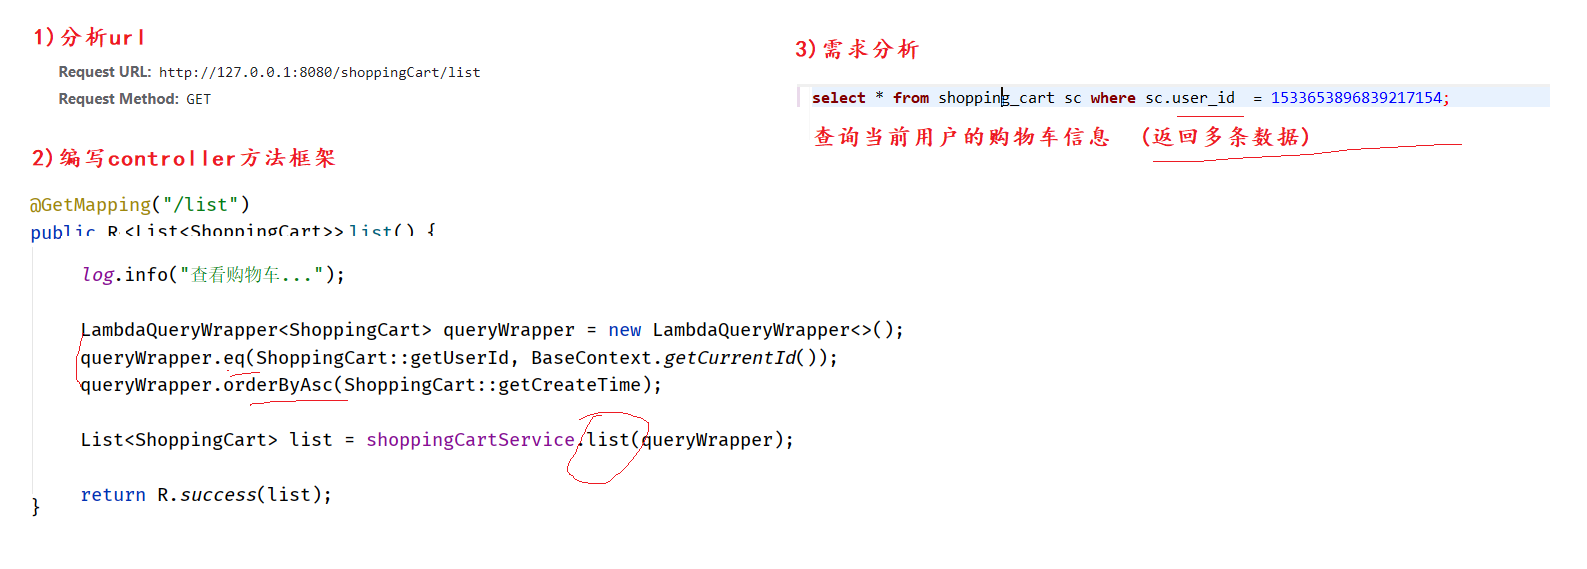 1)分析url
Request URL: http://127.0.0.1:8080/shoppingCart/list
Request Method: GET
2)编写controller方法框架
@GetMapping("/list")
public R<List<ShoppingCart>> list() {
log.info("查看购物车...");
LambdaQueryWrapper<ShoppingCart> queryWrapper = new LambdaQueryWrapper<>();
queryWrapper.eq(ShoppingCart::getUserId, BaseContext.getCurrentId());
queryWrapper.orderByAsc(ShoppingCart::getCreateTime);
List<ShoppingCart> list = shoppingCartService.list(queryWrapper);
return R.success(list);
}
3)需求分析
select * from shopping_cart sc where sc.user_id = 1533653896839217154;
查询当前用户的购物车信息 (返回多条数据)